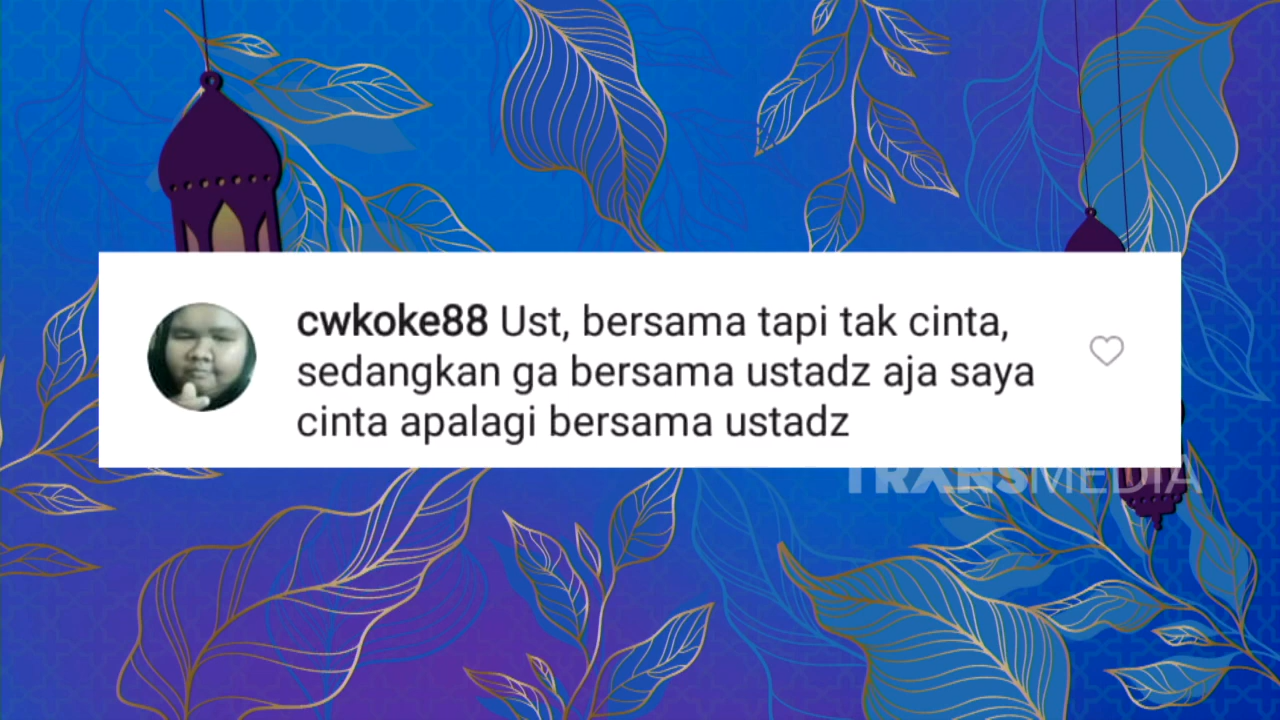 cwkoke88 Ust, bersama tapi tak cinta,
sedangkan ga bersama ustadz aja saya
cinta apalagi bersama ustadz
TRANSMEDIA